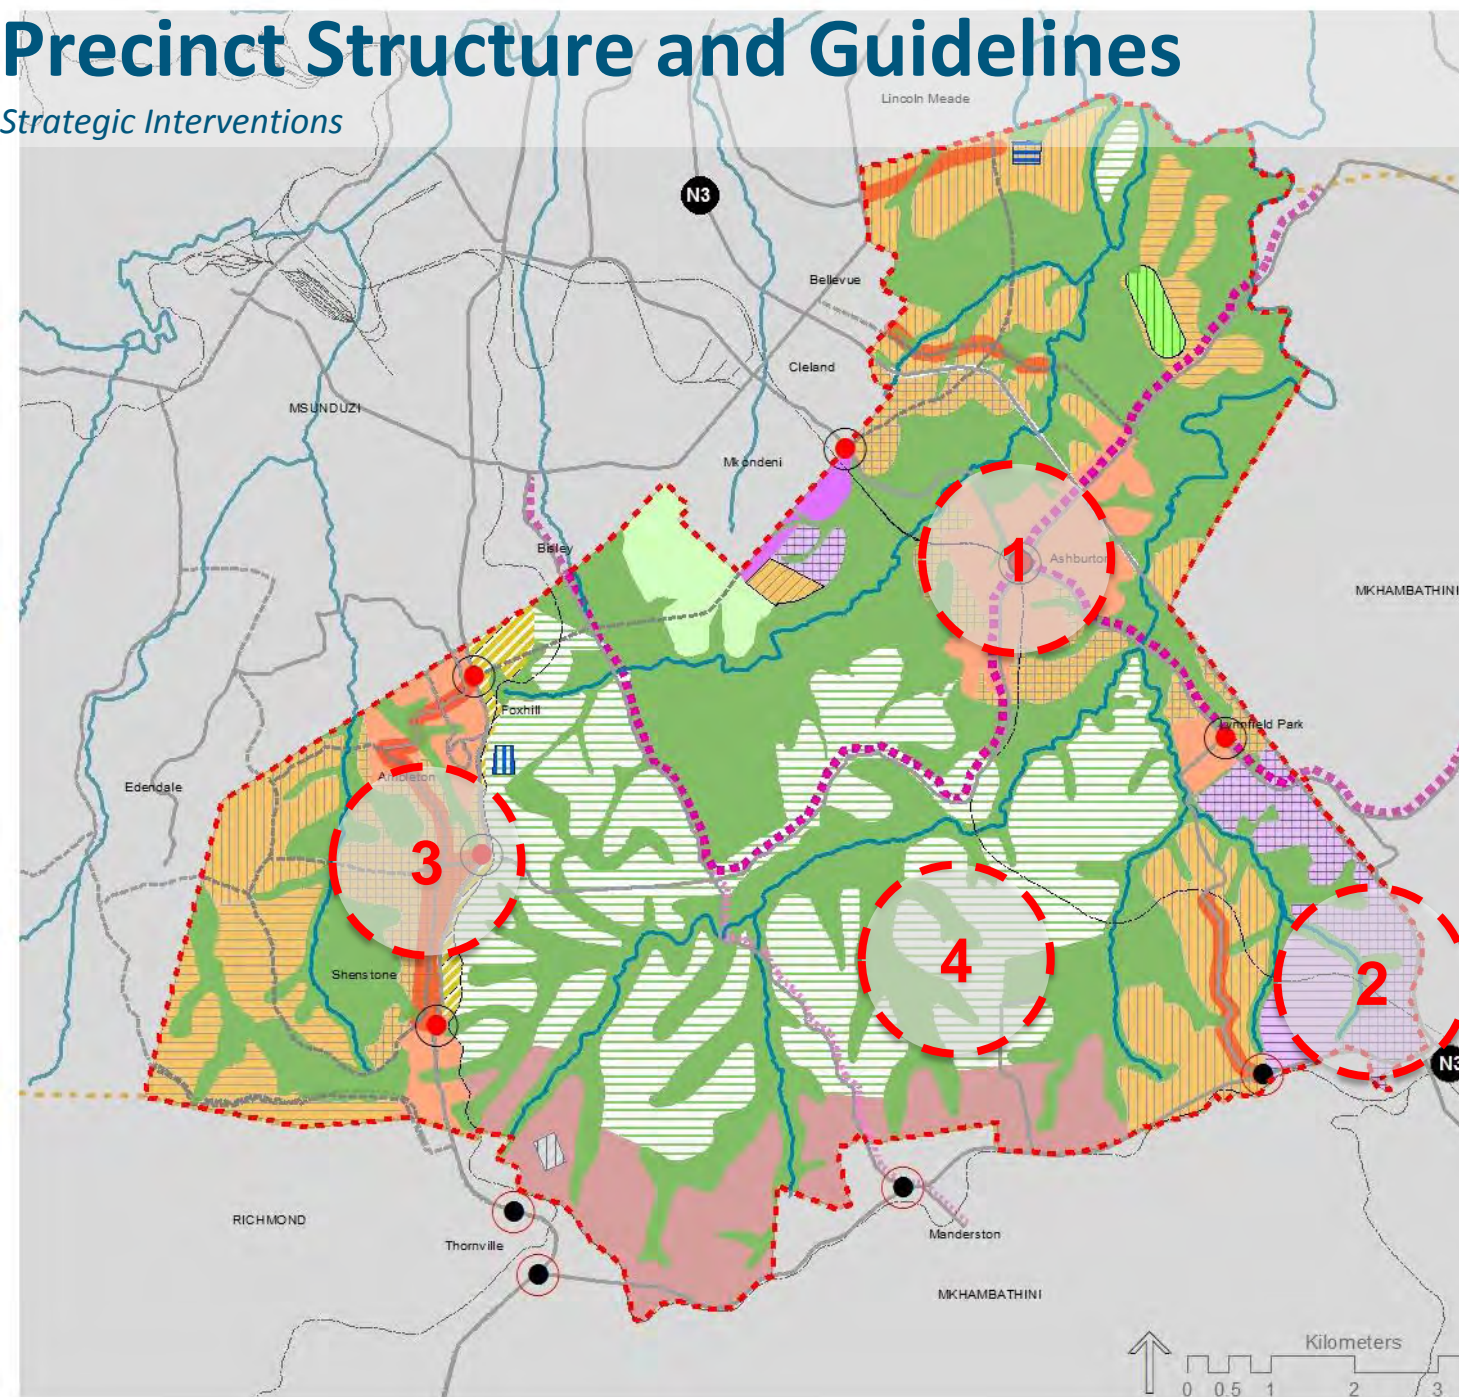 Precinct Structure and Guidelines
Strategic Interventions
Lincoln Meade
N3
Bellevue
Cleland
MSUNDUZI
Mkondeni
Bisley
1
Ashburton
MKHAMBATHINI
Foxhill
Lynnfield Park
Ambleton
Edendale
3
4
2
Shenstone
N3
RICHMOND
Thornville
Manderston
MKHAMBATHINI
Kilometers
0 0.5 1 2 3